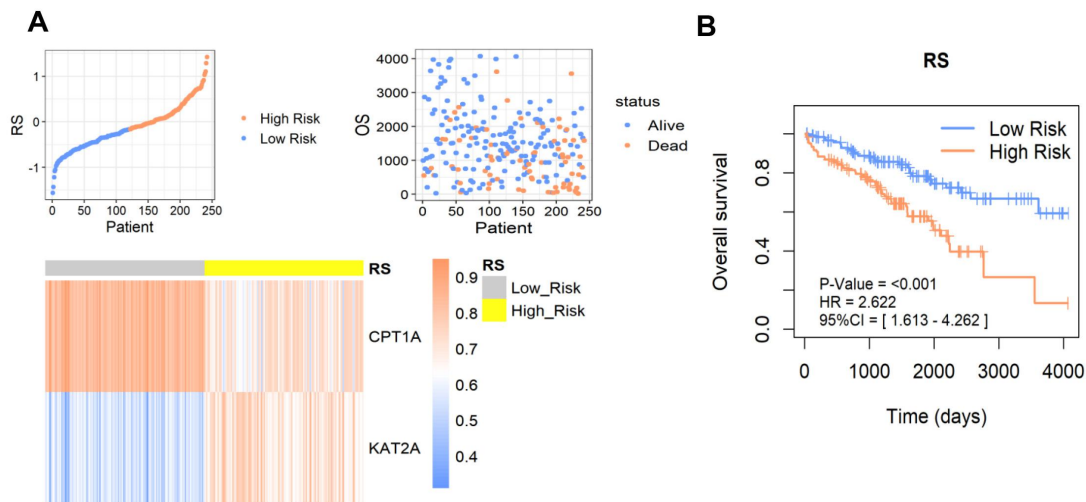 A
RS
1
0
-1
0
50
100
150
200
250
Patient
High Risk
Low Risk
OS
4000
3000
2000
1000
0
0
50
100
150
200
250
Patient
status
Alive
Dead
RS
CPT1A
KAT2A
0.9
0.8
0.7
0.6
0.5
0.4
RS
Low_Risk
High_Risk
B
RS
Overall survival
0.8
0.4
0.0
Low Risk
High Risk
P-Value = <0.001
HR = 2.622
95%CI = [ 1.613 - 4.262 ]
0
1000
2000
3000
4000
Time (days)